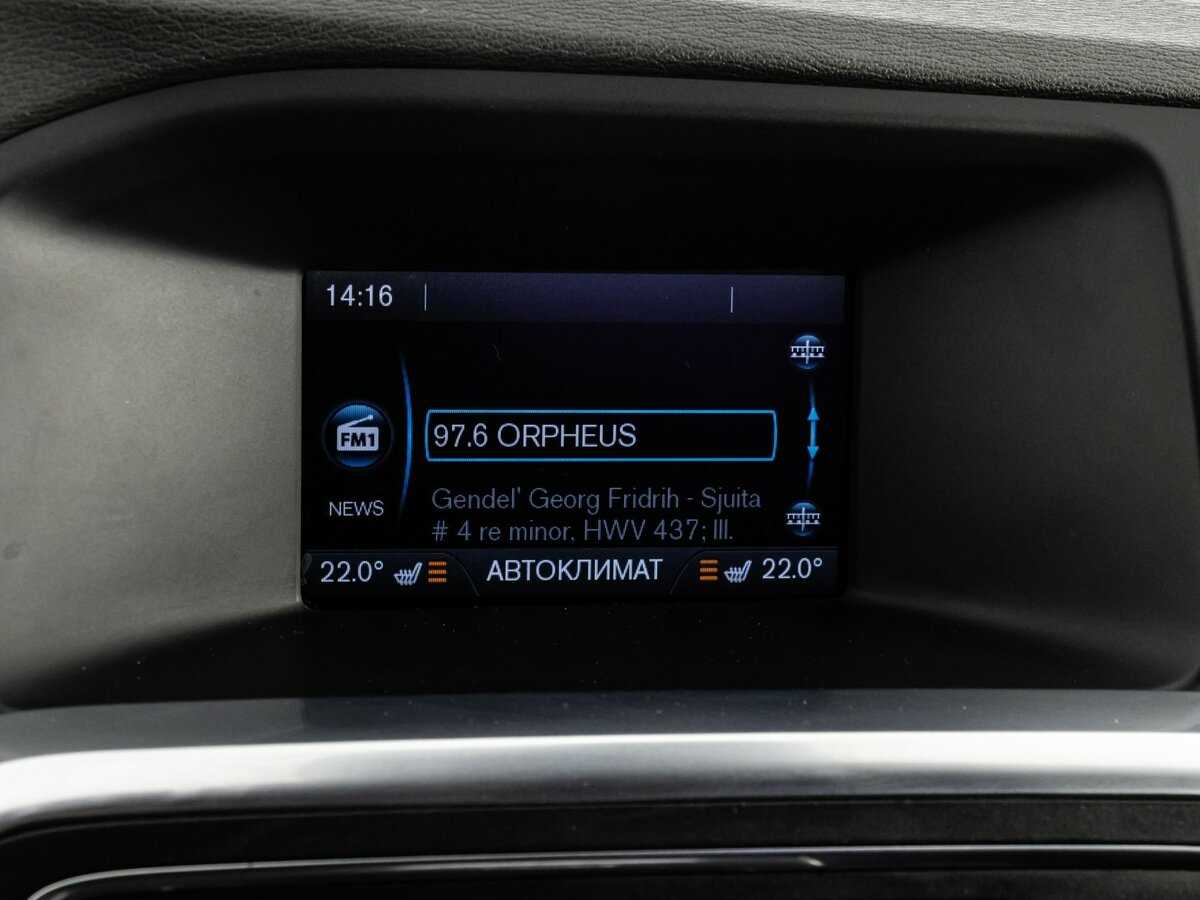 14:16
97.6 ORPHEUS
FM1
NEWS
Gendel' Georg Fridrih - Sjuita
# 4 re minor, HWV 437; III.
22.0° АВТОКЛИМАТ 22.0°